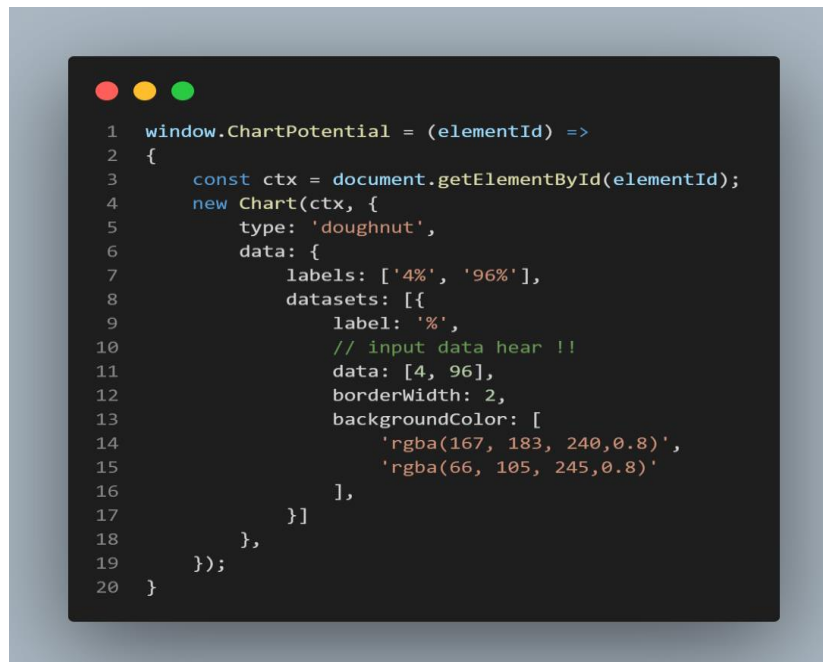 1 window.ChartPotential = (elementId) =>
2 {
3 const ctx = document.getElementById(elementId);
4 new Chart(ctx, {
5 type: 'doughnut',
6 data: {
7 labels: ['4%', '96%'],
8 datasets: [{
9 label: '%',
10 // input data hear !!
11 data: [4, 96],
12 borderWidth: 2,
13 backgroundColor: [
14 'rgba(167, 183, 240,0.8)',
15 'rgba(66, 105, 245,0.8)'
16 ],
17 }]
18 },
19 });
20 }